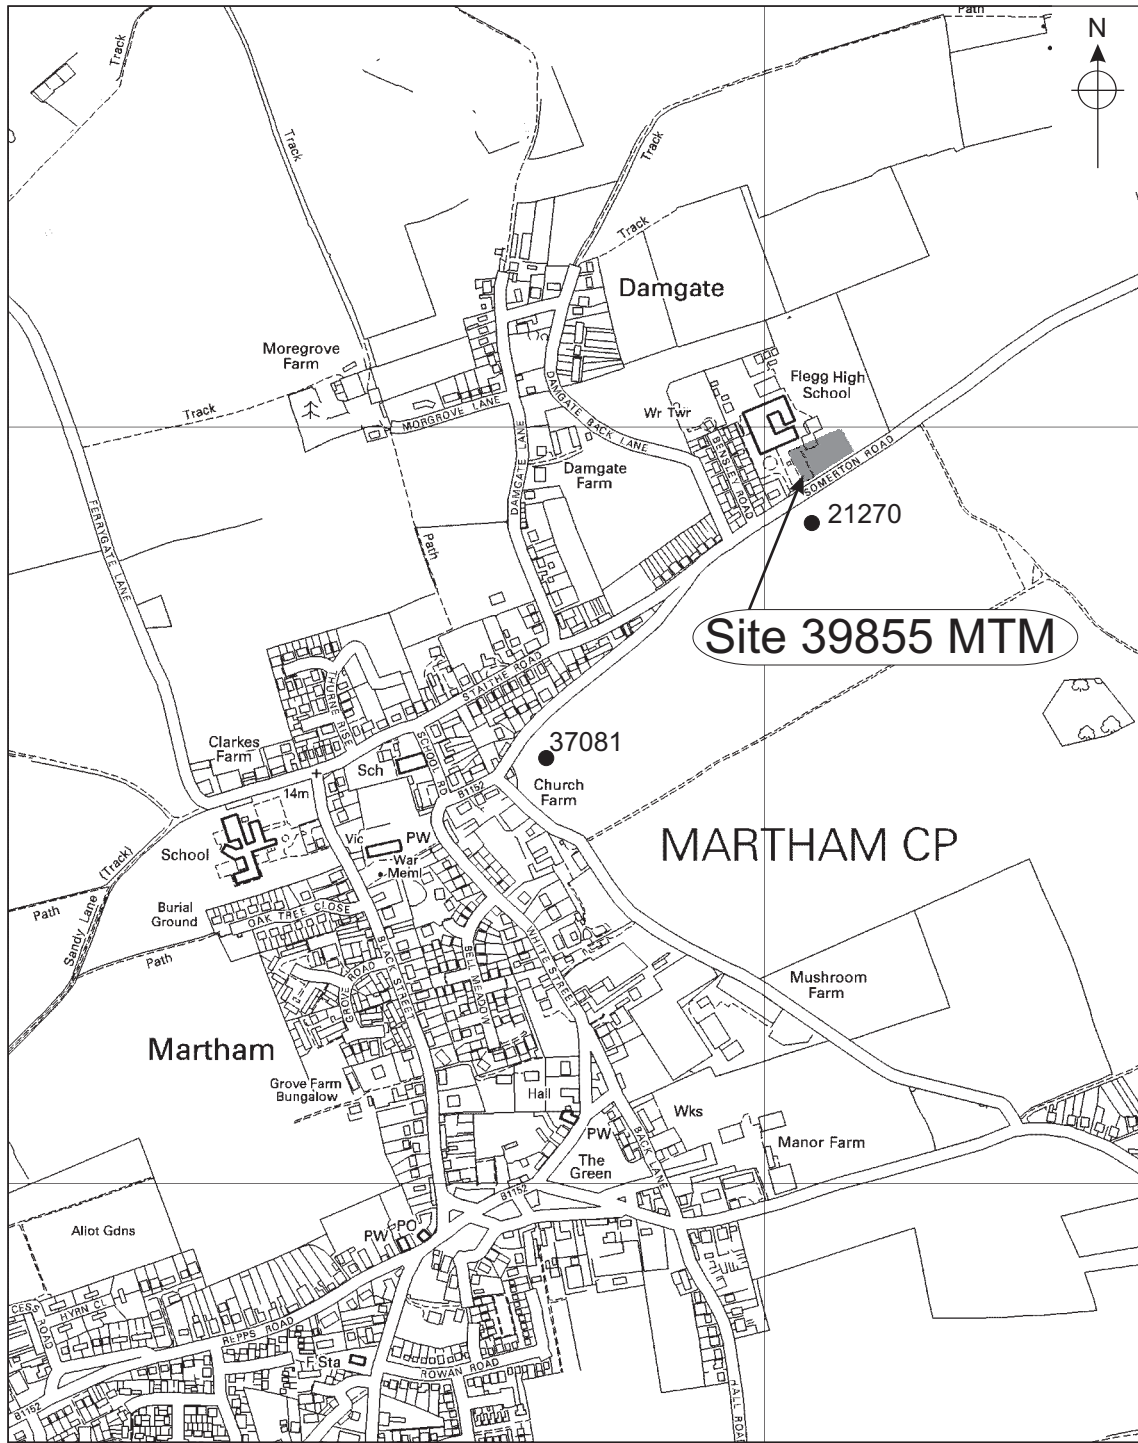 Path
N
Track
Track
Track
Track
Damgate
Moregrove
Farm
Flegg High
School
Track
MORGROVE LANE
DAMGATE BACK LANE
Wr Twr
BENSLEY ROAD
DAMGATE LANE
Damgate
Farm
SOMERTON ROAD
FERRYGATE LANE
Path
21270
Site 39855 MTM
STAITHE ROAD
THURNE RISE
Clarkes
Farm
SCHOOL RD
37081
Sch
14m
B1152
Church
Farm
School
Vic
PW
War
Meml
MARTHAM CP
(Track)
Sandy Lane
Path
Burial
Ground
OAK TREE CLOSE
Path
BLACK STREET
GROVE ROAD
BELL MEADOW
WHITE STREET
Mushroom
Farm
Martham
Grove Farm
Bungalow
Hall
P
Wks
PW
BACK LANE
Manor Farm
The
Green
B1152
Allot Gdns
PW
PO
CESS ROAD
HYRN CL
REPPS ROAD
F Sta
ROWAN ROAD
B1152
HALL ROAD